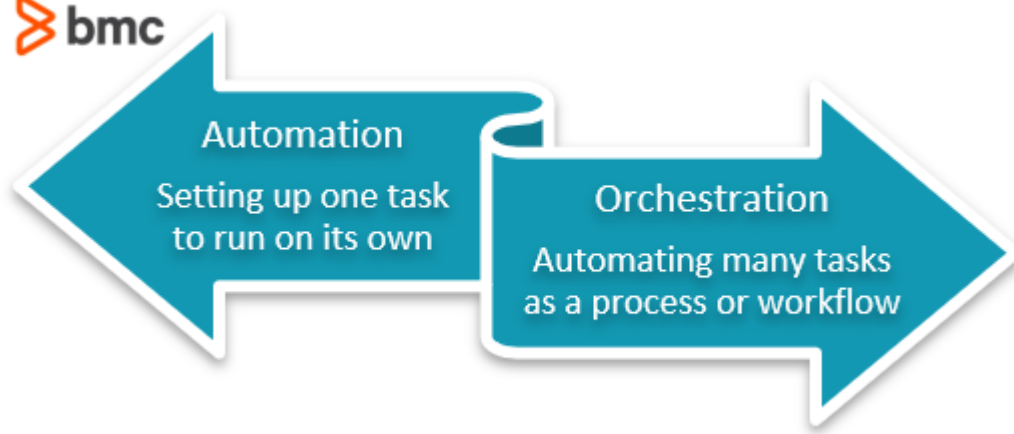 bmc
Automation
Setting up one task
to run on its own
Orchestration
Automating many tasks
as a process or workflow